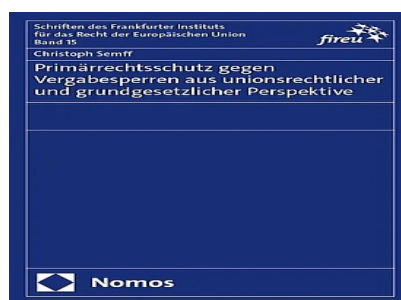 Schriften des Frankfurter Instituts
für das Recht der Europäischen Union
Band 15
fireu
Christoph Semff
Primärrechtsschutz gegen
Vergabesperren aus unionsrechtlicher
und grundgesetzlicher Perspektive
Nomos